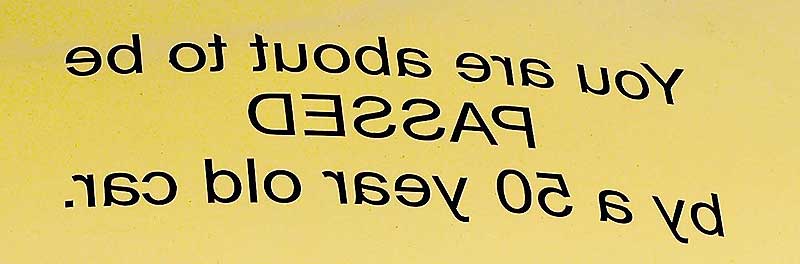 You are about to be
PASSED
by a 50 year old car.